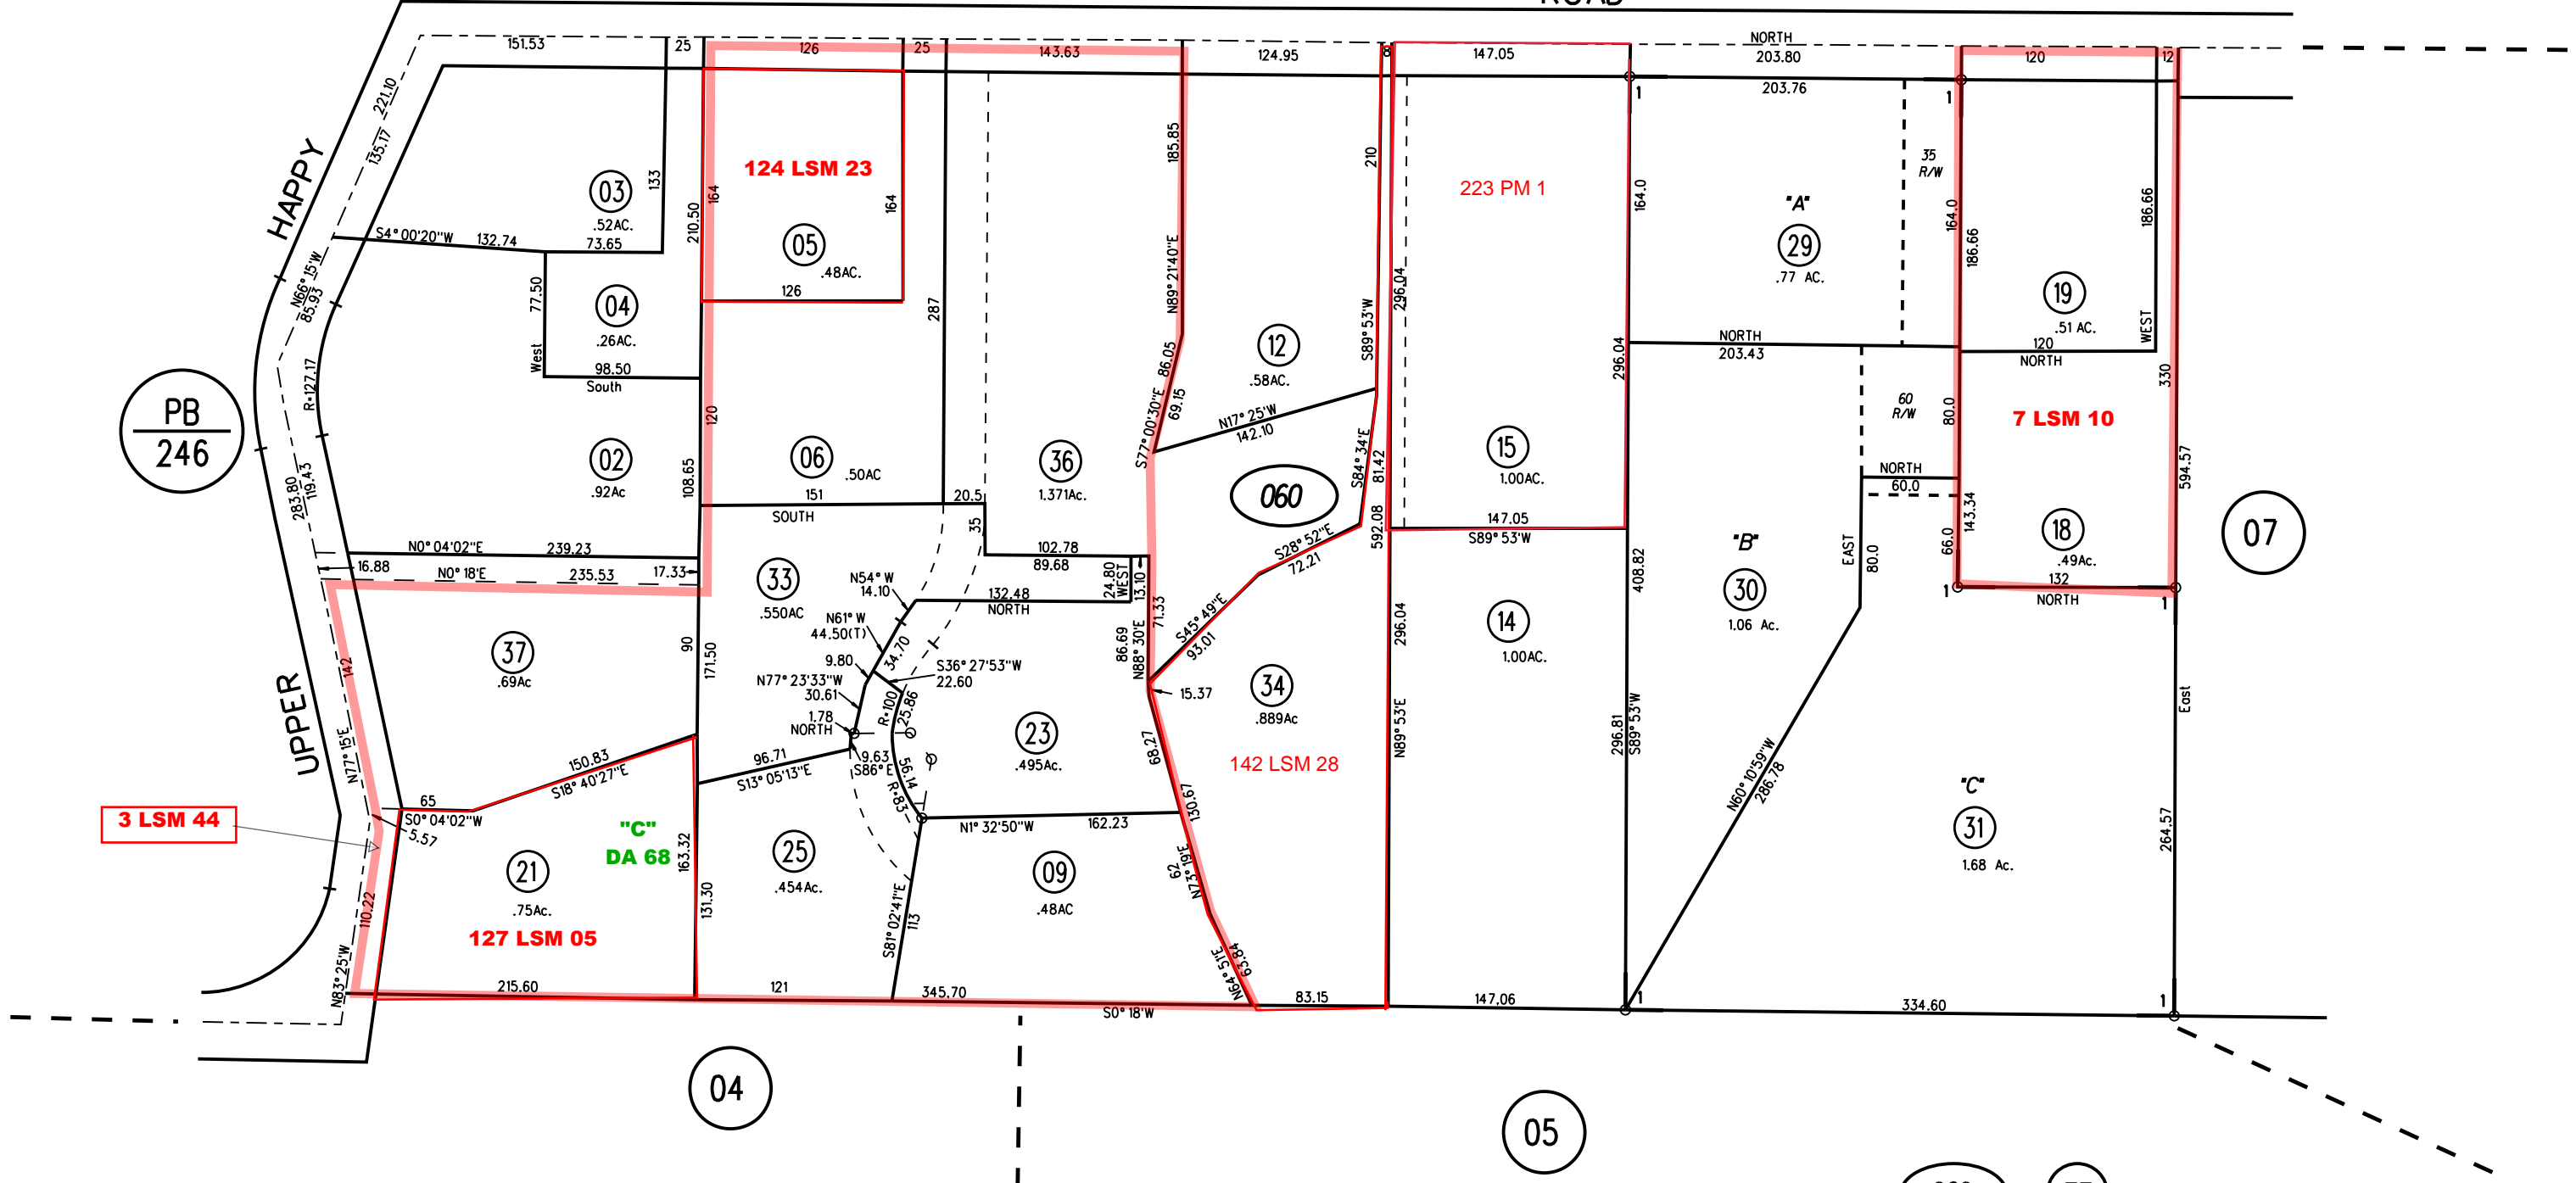 ROAD
HAPPY
UPPER
PB
246
151.53
25
126
25
143.63
124.95
8
147.05
NORTH
203.80
203.76
120
12
221.10
135.17
N66°15'W
85.93
R=127.17
283.80
119.43
S4°00'20"W
132.74
73.65
133
03
.52AC.
04
.26AC.
77.50
West
98.50
South
02
.92Ac
210.50
108.65
164
120
124 LSM 23
164
05
.48AC.
126
287
06
.50AC
151
SOUTH
20.5
35
36
1.371Ac.
102.78
89.68
185.85
N89°21'40"E
86.05
69.15
S77°00'30"E
12
.58AC.
N17°25'W
142.10
210
S89°53'W
S84°34'E
81.42
592.08
060
S28°52'E
72.21
S45°49'E
93.01
223 PM 1
296.04
296.04
15
1.00AC.
147.05
S89°53'W
14
1.00AC.
296.04
N89°53'E
296.81
S89°53'W
408.82
164.0
"A"
29
.77 AC.
35
R/W
NORTH
203.43
60
R/W
NORTH
60.0
80.0
66.0
143.34
EAST
80.0
"B"
30
1.06 Ac.
N60°10'59"W
286.78
"C"
31
1.68 Ac.
164.0
186.66
186.66
WEST
19
.51 AC.
120
NORTH
7 LSM 10
18
.49Ac.
132
NORTH
330
594.57
East
264.57
07
1
1
1
1
1
1
N0°04'02"E
239.23
16.88
N0°18'E
235.53
17.33
37
.69Ac
90
171.50
142
N77°15'E
150.83
S18°40'27"E
65
S0°04'02"W
5.57
3 LSM 44
110.22
N83°25'W
21
.75Ac.
127 LSM 05
"C"
DA 68
163.32
131.30
215.60
33
.550AC
N54°W
14.10
N61°W
44.50(T)
9.80
34.70
N77°23'33"W
30.61
1.78
NORTH
S36°27'53"W
22.60
R=100
25.86
9.63
S86°E
56.14
R=83
96.71
S13°05'13"E
25
.454Ac.
121
S81°02'41"E
113
132.48
NORTH
24.80
WEST
13.10
71.33
86.69
N88°30'E
15.37
23
.495Ac.
N1°32'50"W
162.23
09
.48AC
345.70
S0°18'W
68.27
130.67
62
N73°19'E
N64°51'E
63.84
34
.889Ac
142 LSM 28
83.15
147.06
334.60
04
05